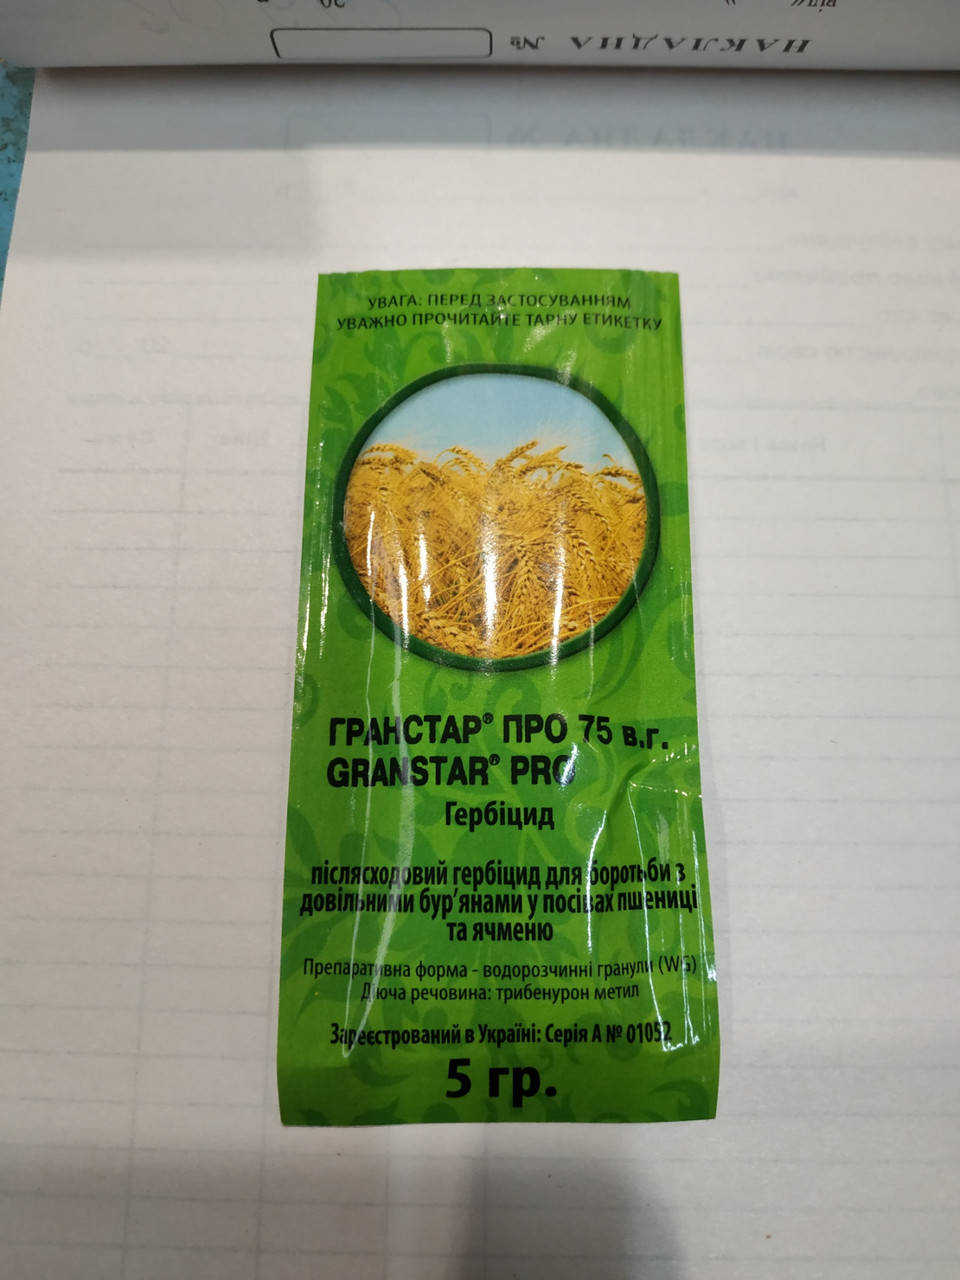 НАКЛАДНА №
УВАГА: ПЕРЕД ЗАСТОСУВАННЯМ
УВАЖНО ПРОЧИТАЙТЕ ТАРНУ ЕТИКЕТКУ
ГРАНСТАР® ПРО 75 в.г.
GRANSTAR® PRO
Гербіцид
післясходовий гербіцид для боротьби з
довільними бур'янами у посівах пшениці
та ячменю
Препаративна форма - водорозчинні гранули (WG)
Діюча речовина: трибенурон метил
Зареєстрований в Україні: Серія А № 01052
5 гр.